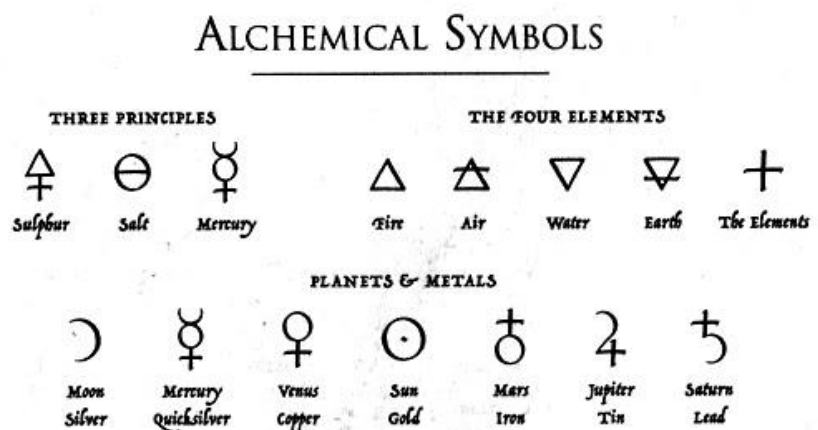 ALCHEMICAL SYMBOLS
THREE PRINCIPLES
Sulphur Salt Mercury
THE FOUR ELEMENTS
Fire Air Water Earth The Elements
PLANETS & METALS
Moon Mercury Venus Sun Mars Jupiter Saturn
Silver Quicksilver Copper Gold Iron Tin Lead